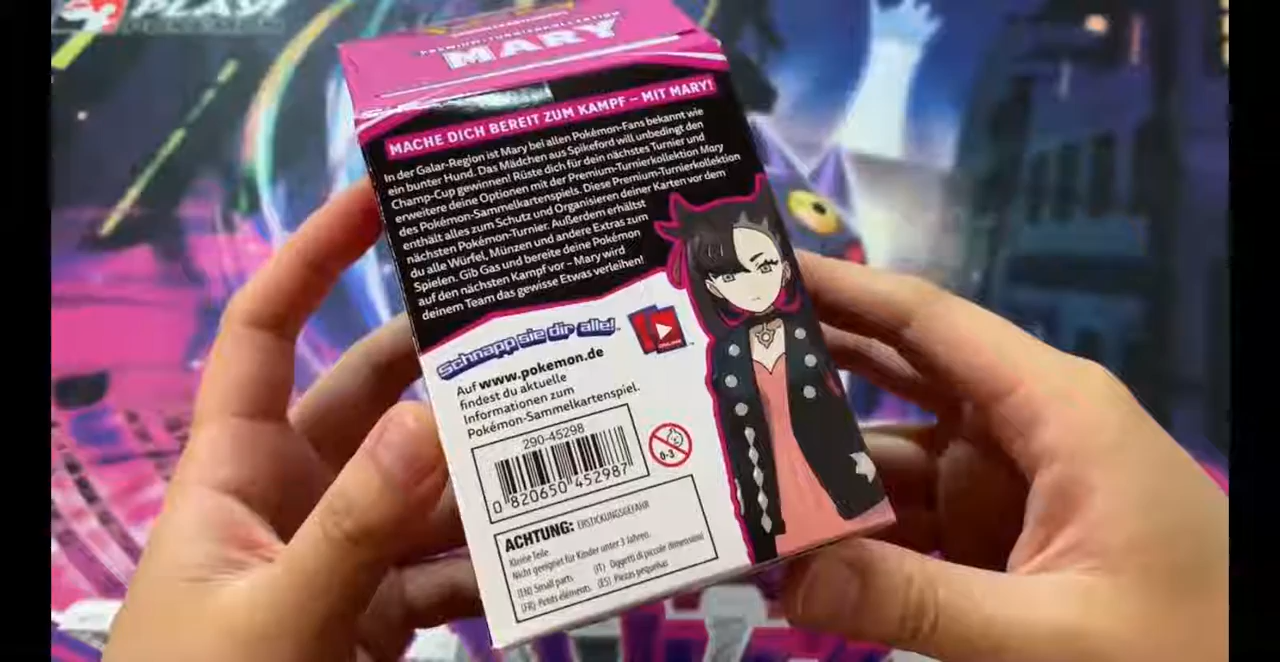 PLAY!
PREMIUM-TURNIERKOLLEKTION
MARY
MACHE DICH BEREIT ZUM KAMPF – MIT MARY!
In der Galar-Region ist Mary bei allen Pokémon-Fans bekannt wie
ein bunter Hund. Das Mädchen aus Spikeford will unbedingt den
Champ-Cup gewinnen! Rüste dich für dein nächstes Turnier und
erweitere deine Optionen mit der Premium-Turnierkollektion Mary
des Pokémon-Sammelkartenspiels. Diese Premium-Turnierkollektion
enthält alles zum Schutz und Organisieren deiner Karten vor dem
nächsten Pokémon-Turnier. Außerdem erhältst
du alle Würfel, Münzen und andere Extras zum
Spielen. Gib Gas und bereite deine Pokémon
auf den nächsten Kampf vor – Mary wird
deinem Team das gewisse Etwas verleihen!
Schnapp sie dir alle!™
Auf www.pokemon.de
findest du aktuelle
Informationen zum
Pokémon-Sammelkartenspiel.
290-45298
0 820650 452987
0-3
ACHTUNG: ERSTICKUNGSGEFAHR
Kleine Teile.
Nicht geeignet für Kinder unter 3 Jahren.
(EN) Small parts (IT) Oggetti di piccole dimensioni
(FR) Petits éléments (ES) Piezas pequeñas